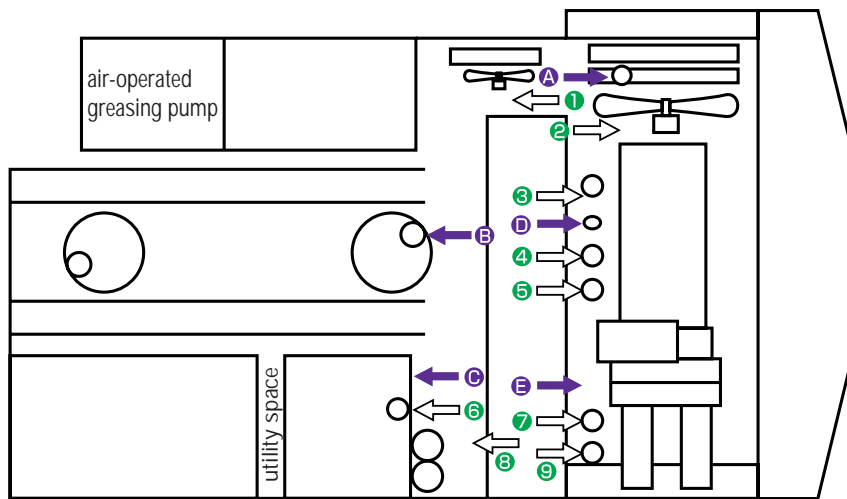 air-operated
greasing pump
A
1
2
3
D
B
4
5
C
E
6
7
8
9
utility space